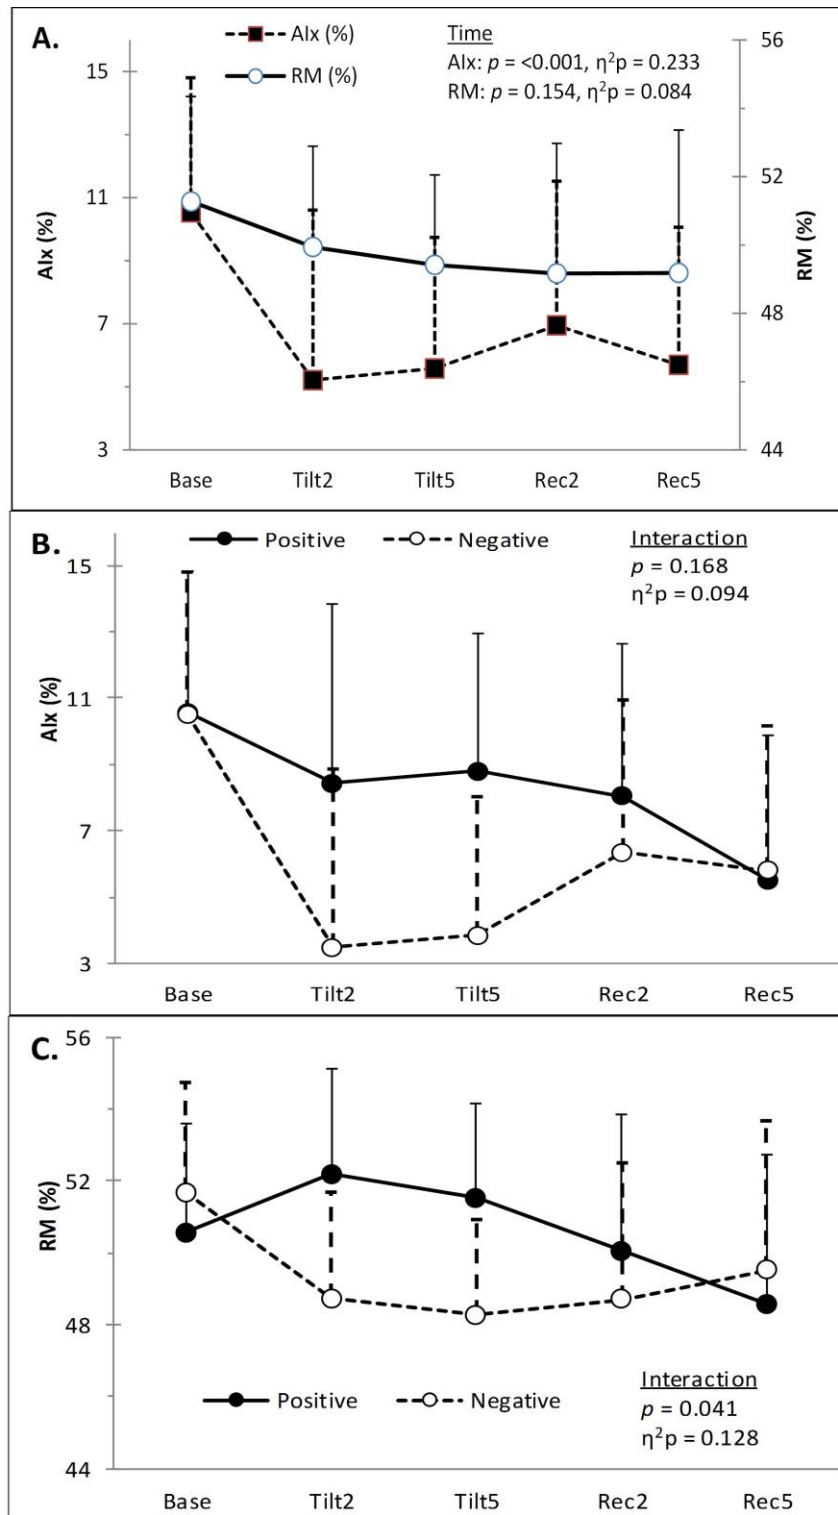 A.
AIx (%)
RM (%)
Time
AIx: p = <0.001, η²p = 0.233
RM: p = 0.154, η²p = 0.084
15
11
7
3
AIx (%)
56
52
48
44
RM (%)
Base Tilt2 Tilt5 Rec2 Rec5
B.
Positive Negative
Interaction
p = 0.168
η²p = 0.094
15
11
7
3
AIx (%)
Base Tilt2 Tilt5 Rec2 Rec5
C.
56
52
48
44
RM (%)
Positive Negative
Interaction
p = 0.041
η²p = 0.128
Base Tilt2 Tilt5 Rec2 Rec5